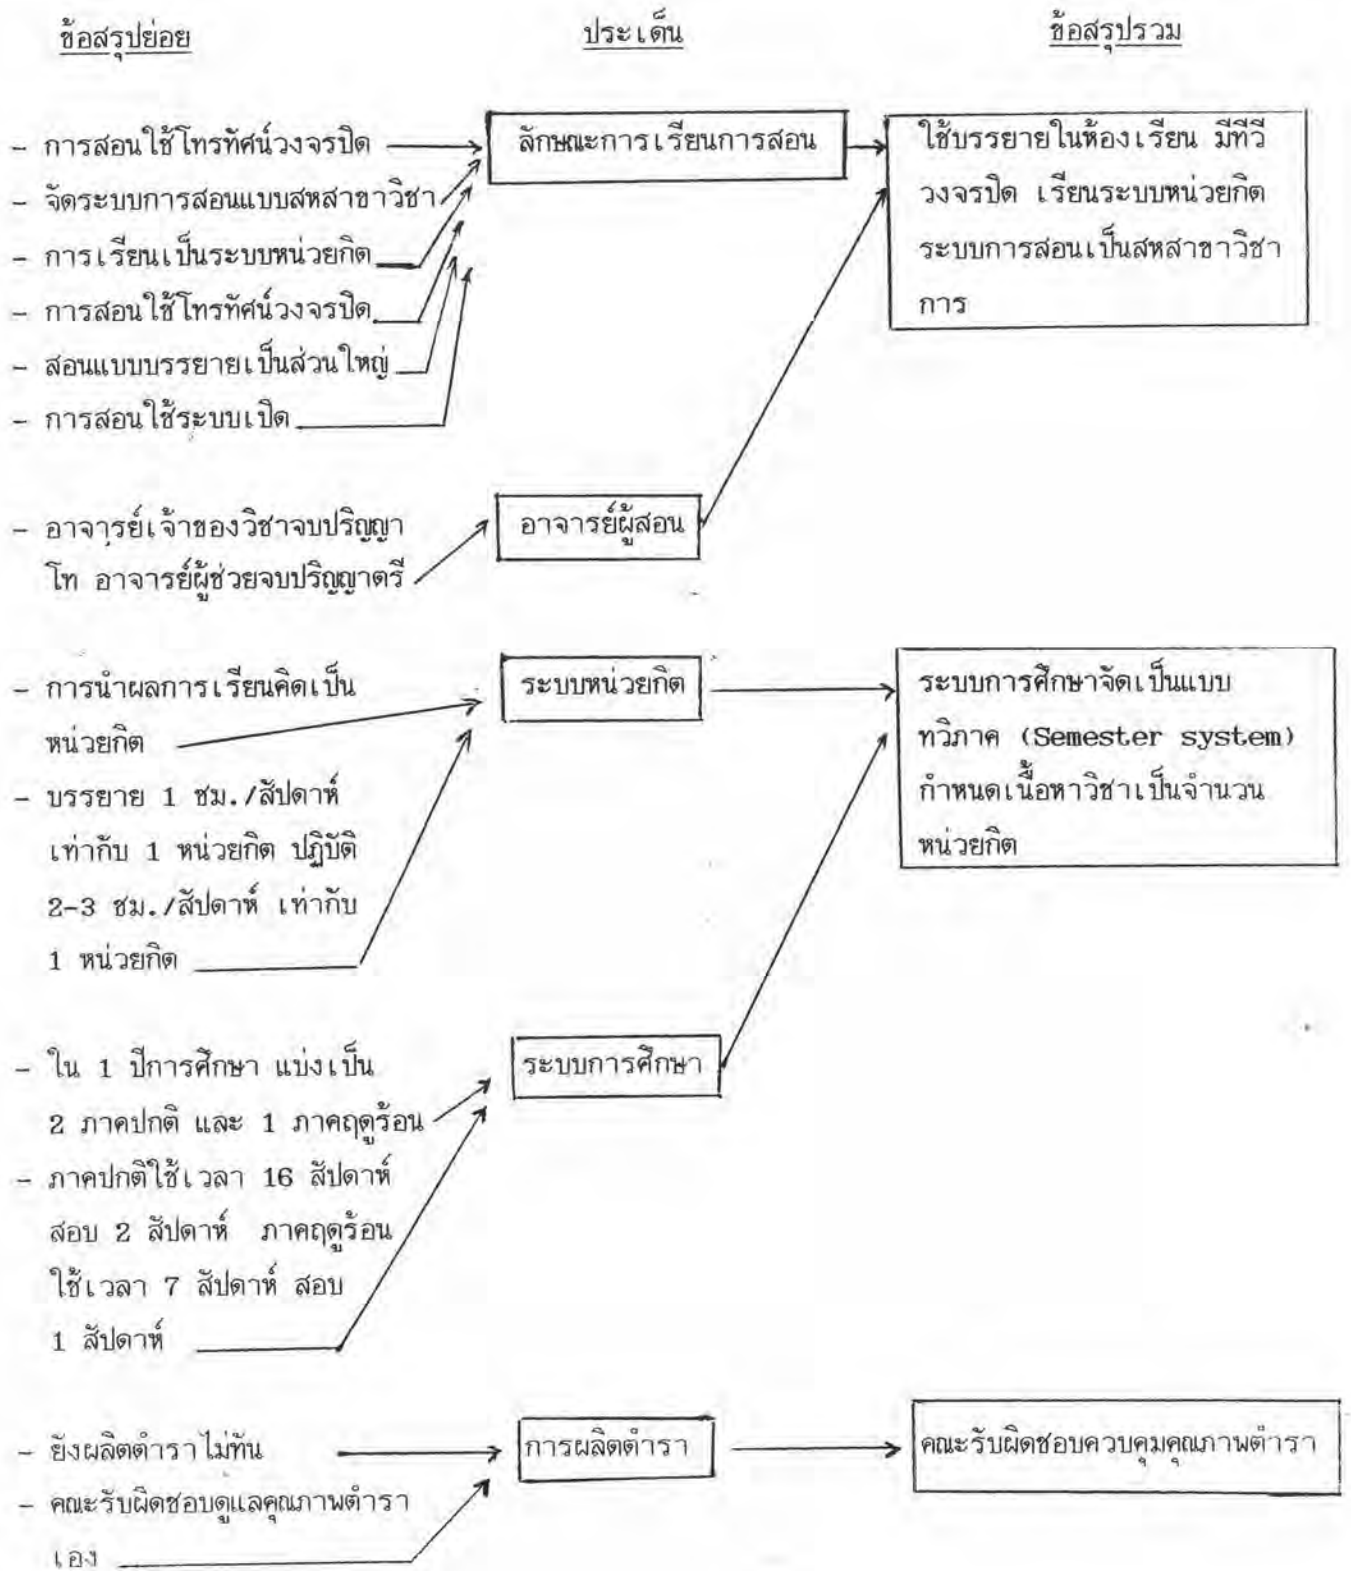 ข้อสรุปย่อย ประเด็น ข้อสรุปรวม
- การสอนใช้โทรทัศน์วงจรปิด
- จัดระบบการสอนแบบสหสาขาวิชา
- การเรียนเป็นระบบหน่วยกิต
- การสอนใช้โทรทัศน์วงจรปิด
- สอนแบบบรรยายเป็นส่วนใหญ่
- การสอนใช้ระบบเปิด
ลักษณะการเรียนการสอน
ใช้บรรยายในห้องเรียน มีทีวี
วงจรปิด เรียนระบบหน่วยกิต
ระบบการสอนเป็นสหสาขาวิชา
การ
- อาจารย์เจ้าของวิชาจบปริญญา
โท อาจารย์ผู้ช่วยจบปริญญาตรี
อาจารย์ผู้สอน
- การนำผลการเรียนคิดเป็น
หน่วยกิต
- บรรยาย 1 ชม./สัปดาห์
เท่ากับ 1 หน่วยกิต ปฏิบัติ
2-3 ชม./สัปดาห์ เท่ากับ
1 หน่วยกิต
ระบบหน่วยกิต
ระบบการศึกษาจัดเป็นแบบ
ทวิภาค (Semester system)
กำหนดเนื้อหาวิชาเป็นจำนวน
หน่วยกิต
- ใน 1 ปีการศึกษา แบ่งเป็น
2 ภาคปกติ และ 1 ภาคฤดูร้อน
- ภาคปกติใช้เวลา 16 สัปดาห์
สอบ 2 สัปดาห์ ภาคฤดูร้อน
ใช้เวลา 7 สัปดาห์ สอบ
1 สัปดาห์
ระบบการศึกษา
- ยังผลิตตำราไม่ทัน
- คณะรับผิดชอบดูแลคุณภาพตำรา
เอง
การผลิตตำรา
คณะรับผิดชอบควบคุมคุณภาพตำรา